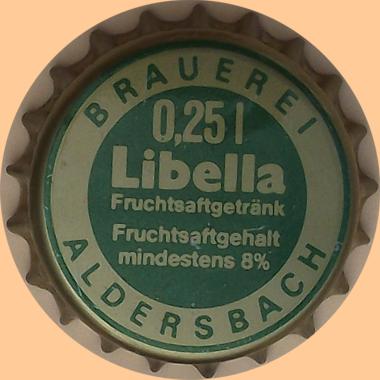 BRAUEREI
0,25 l
Libella
Fruchtsaftgetränk
Fruchtsaftgehalt
mindestens 8%
ALDERSBACH